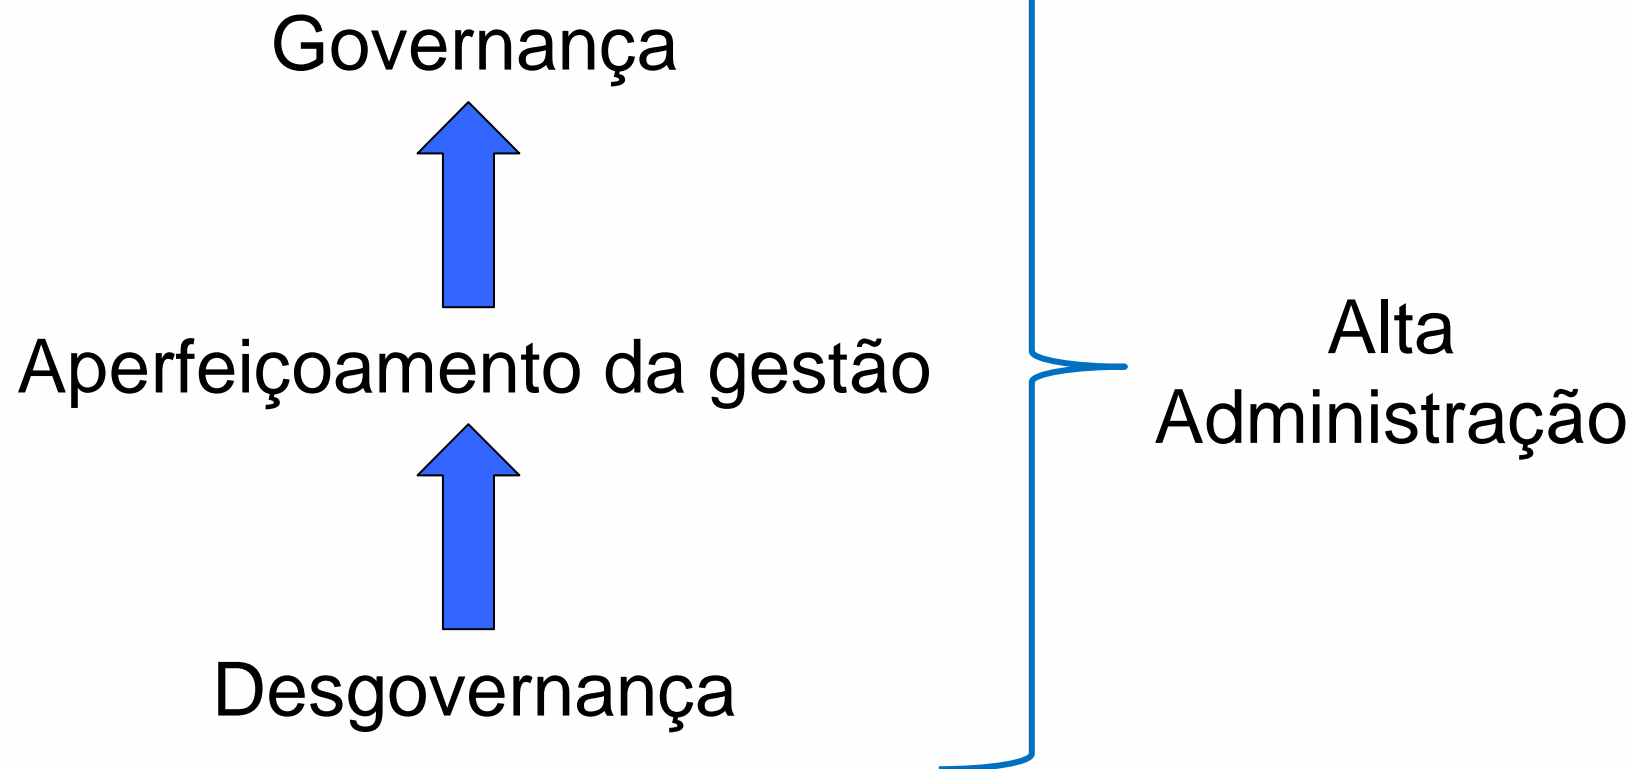 Governança
Aperfeiçoamento da gestão
Desgovernança
Alta
Administração